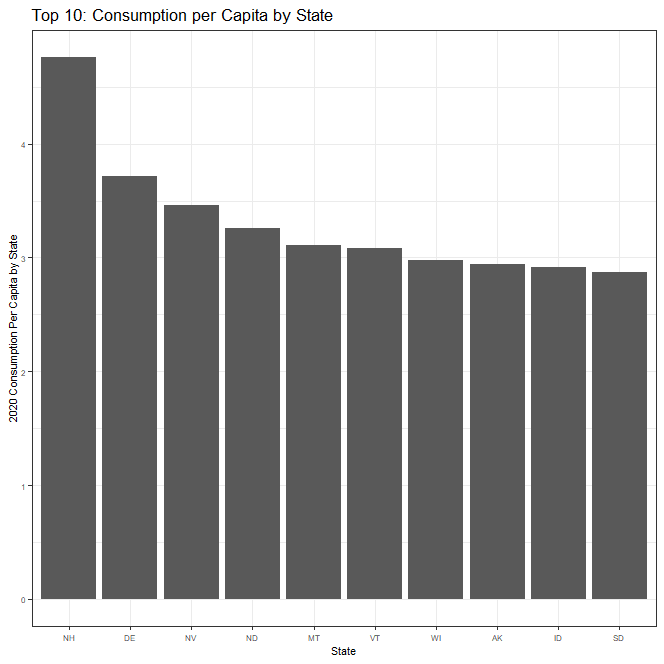 Top 10: Consumption per Capita by State
2020 Consumption Per Capita by State
4
3
2
1
0
NH DE NV ND MT VT WI AK ID SD
State